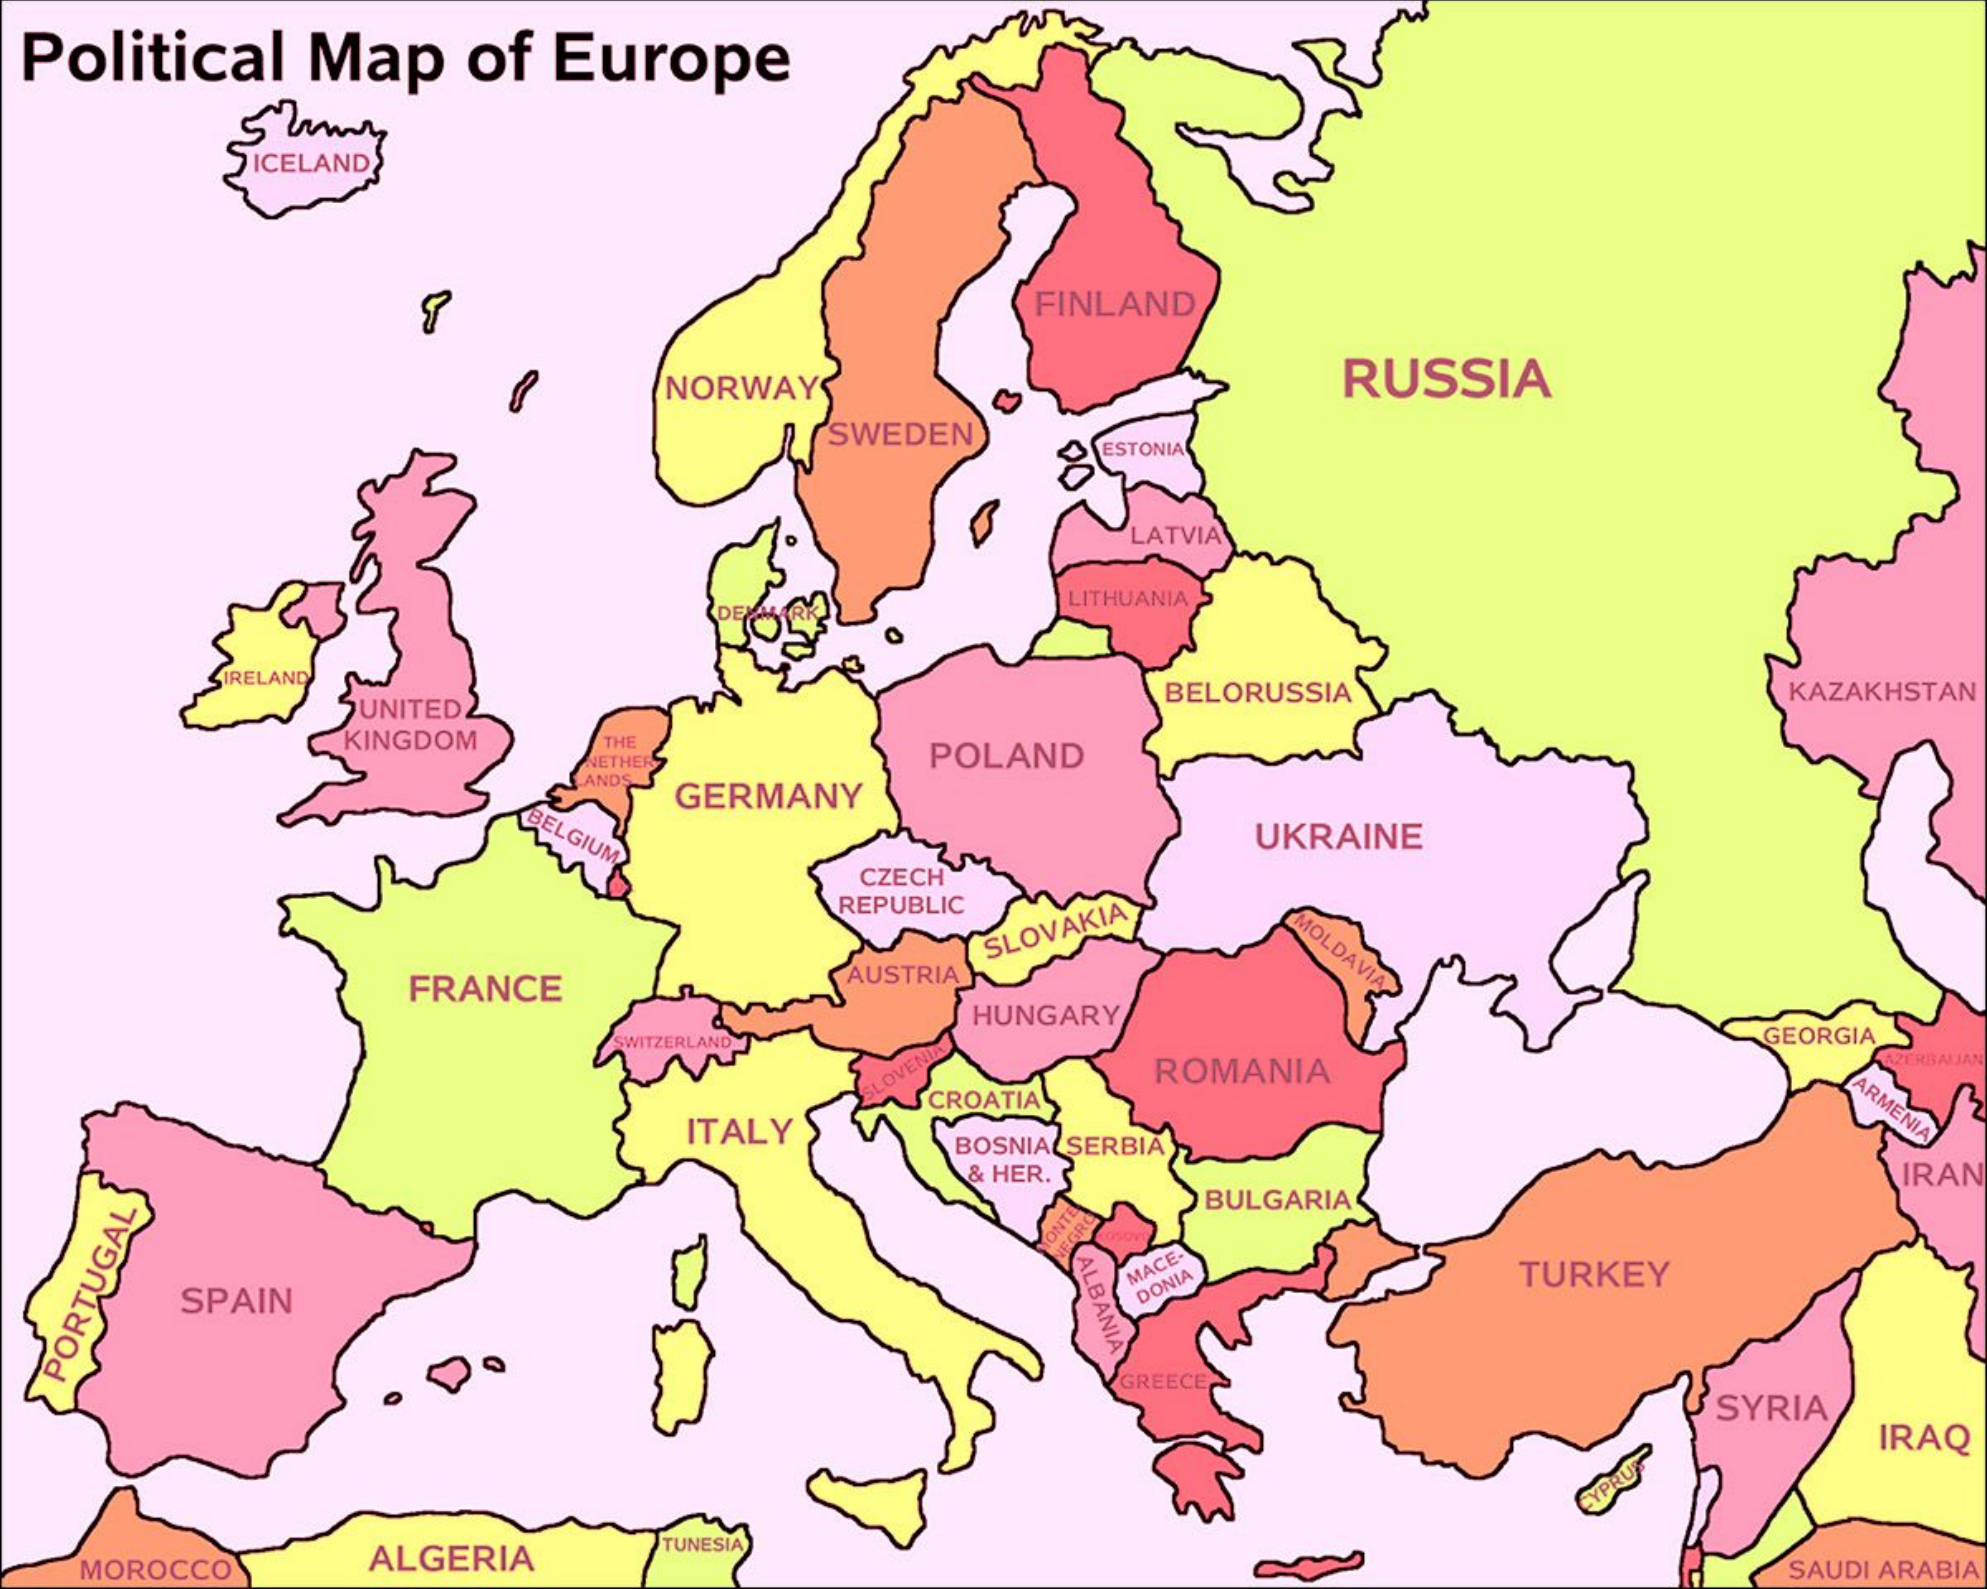 Political Map of Europe
ICELAND
FINLAND
RUSSIA
NORWAY
SWEDEN
ESTONIA
LATVIA
LITHUANIA
DENMARK
IRELAND
UNITED
KINGDOM
BELORUSSIA
KAZAKHSTAN
THE
NETHER
LANDS
POLAND
GERMANY
BELGIUM
UKRAINE
CZECH
REPUBLIC
SLOVAKIA
MOLDAVIA
FRANCE
AUSTRIA
HUNGARY
SWITZERLAND
GEORGIA
AZERBAIJAN
SLOVENIA
ROMANIA
CROATIA
ARMENIA
ITALY
BOSNIA
& HER.
SERBIA
IRAN
BULGARIA
MONTE
NEGRO
KOSOVO
PORTUGAL
SPAIN
ALBANIA
MACE-
DONIA
TURKEY
GREECE
SYRIA
IRAQ
CYPRUS
MOROCCO
ALGERIA
TUNESIA
SAUDI ARABIA